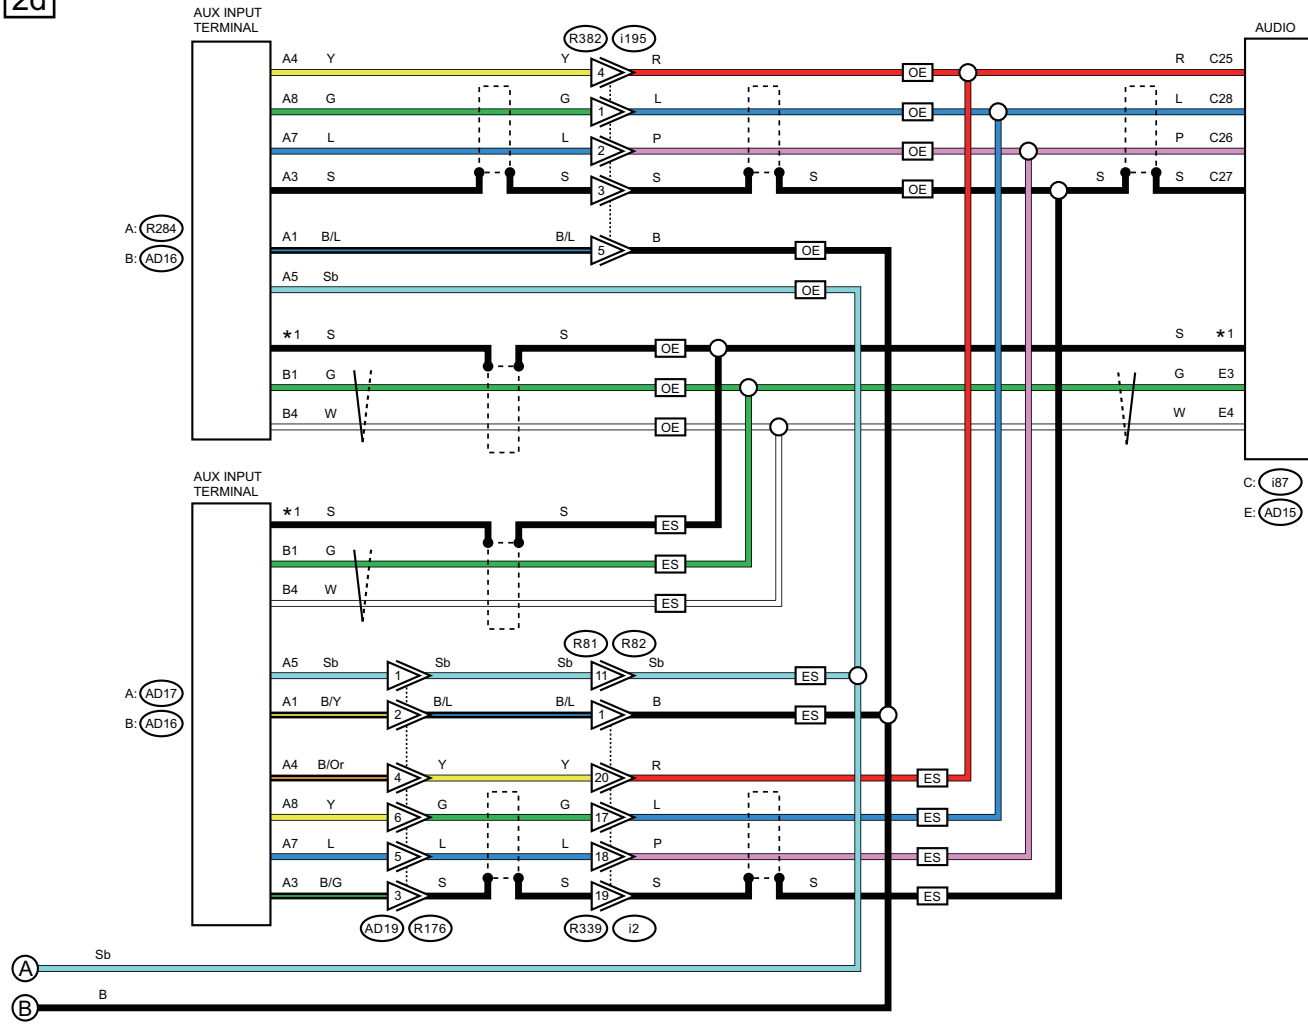 2d
AUX INPUT
TERMINAL
AUDIO
R382 i195
A4 Y Y 4 R OE R C25
A8 G G 1 L OE L C28
A7 L L 2 P OE P C26
A3 S S 3 S S OE S S C27
A: R284
B: AD16
A1 B/L B/L 5 B OE
A5 Sb OE
*1 S S OE S *1
B1 G OE G E3
B4 W OE W E4
AUX INPUT
TERMINAL
C: i87
E: AD15
*1 S S ES
B1 G ES
B4 W ES
R81 R82
A5 Sb 1 Sb Sb 11 Sb ES
A: AD17
B: AD16
A1 B/Y 2 B/L B/L 1 B ES
A4 B/Or 4 Y Y 20 R ES
A8 Y 6 G G 17 L ES
A7 L 5 L L 18 P ES
A3 B/G 3 S S 19 S S ES
AD19 R176 R339 i2
A Sb
B B